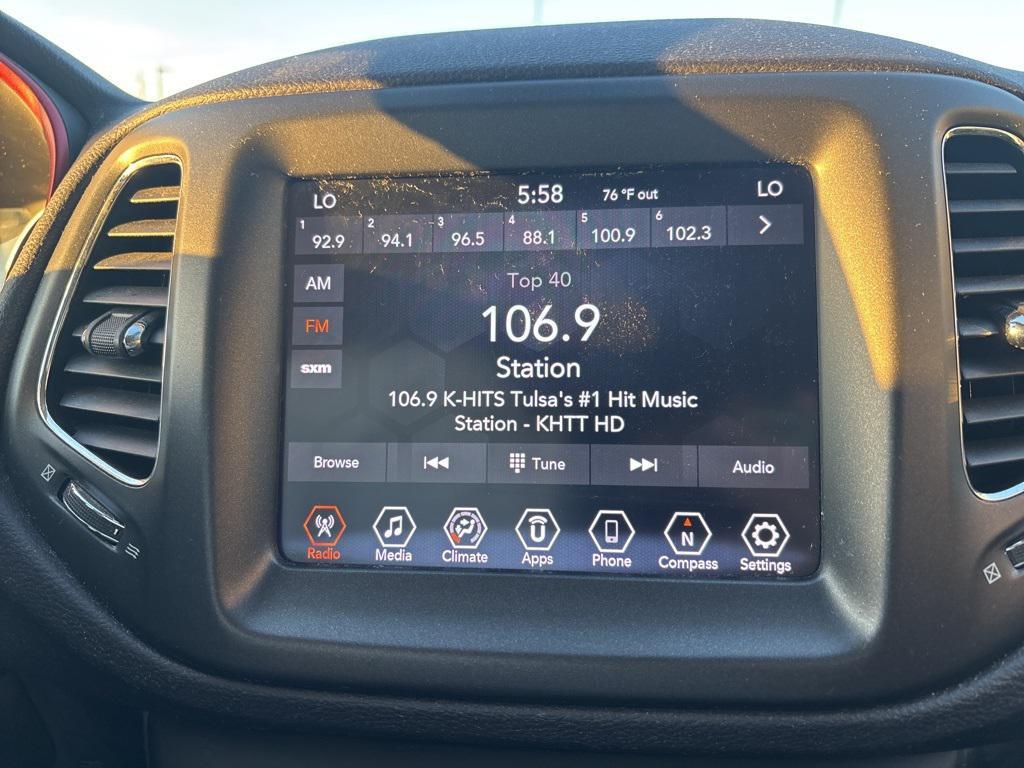 LO 5:58 76 °F out LO
1 92.9 2 94.1 3 96.5 4 88.1 5 100.9 6 102.3
AM
Top 40
FM
106.9
sxm
Station
106.9 K-HITS Tulsa's #1 Hit Music
Station - KHTT HD
Browse Tune Audio
Radio Media Climate Apps Phone N Compass Settings